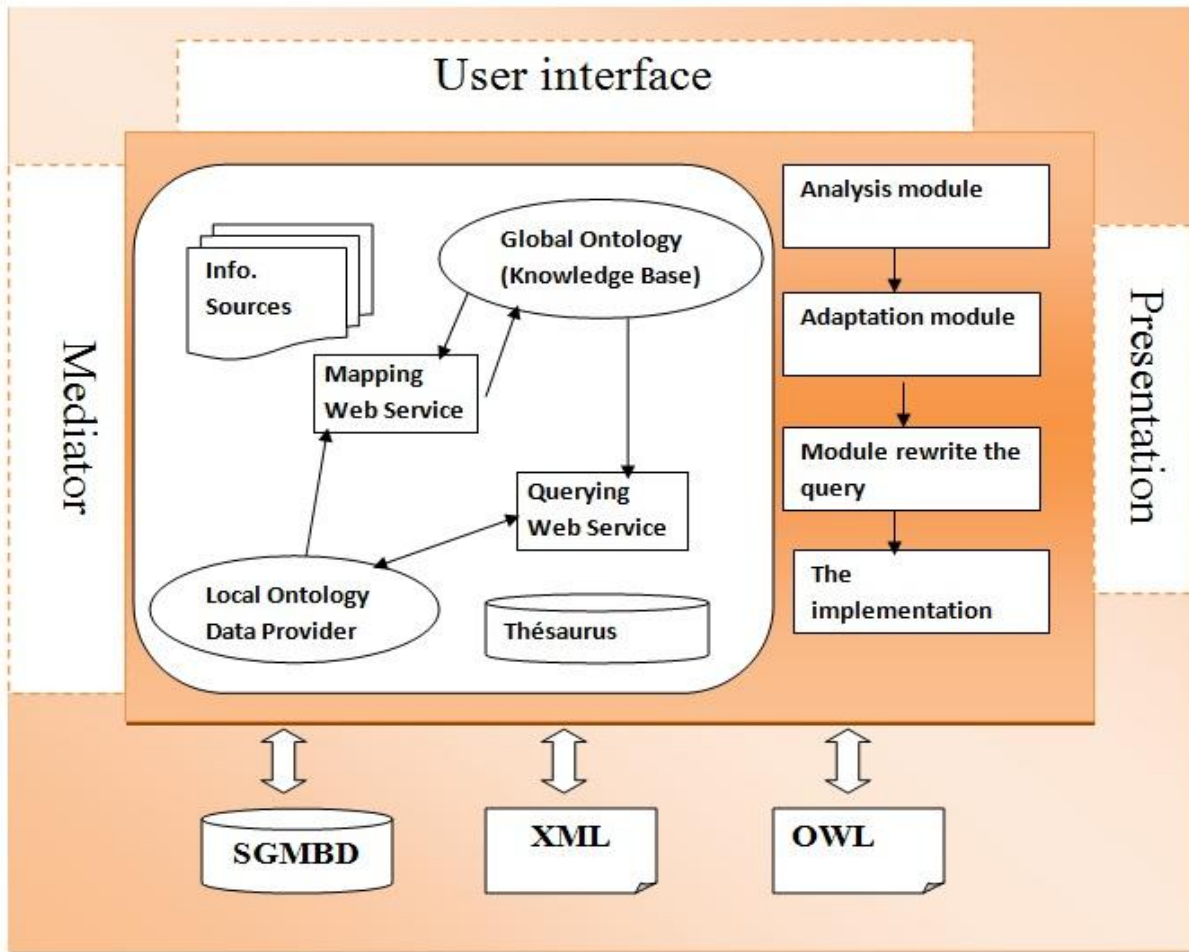 User interface
Mediator
Info.
Sources
Global Ontology
(Knowledge Base)
Mapping
Web Service
Querying
Web Service
Local Ontology
Data Provider
Thésaurus
Analysis module
Adaptation module
Module rewrite the
query
The
implementation
Presentation
SGMBD
XML
OWL